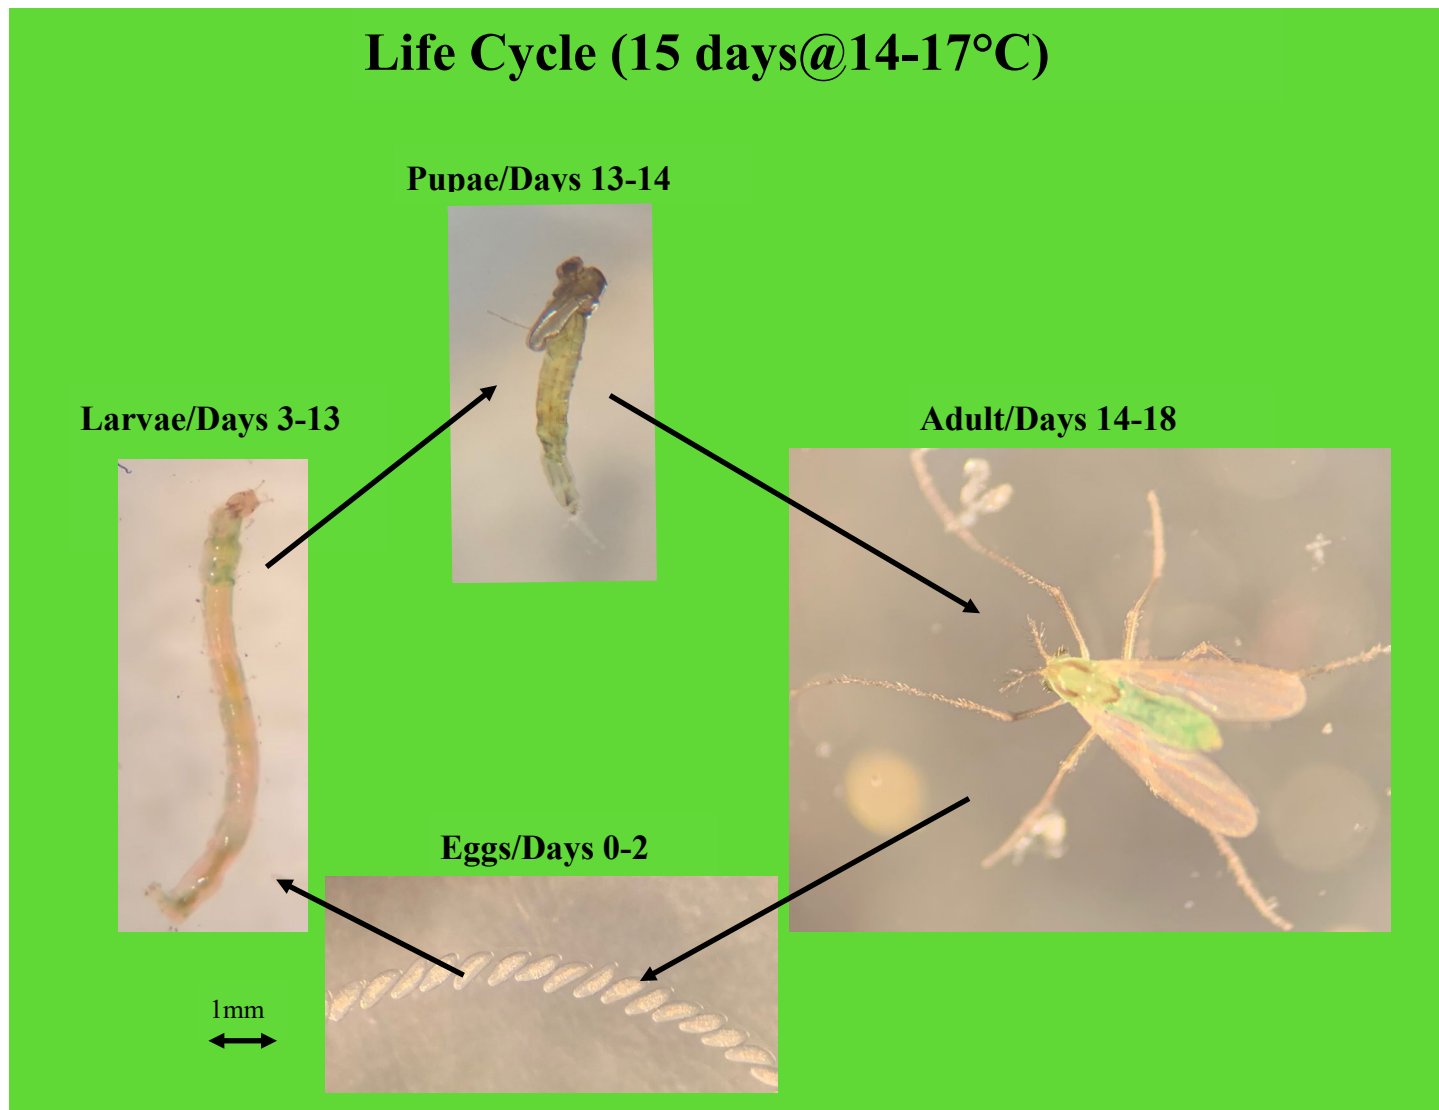 Life Cycle (15 days@14-17°C)
Pupae/Days 13-14
Larvae/Days 3-13
Adult/Days 14-18
Eggs/Days 0-2
1mm